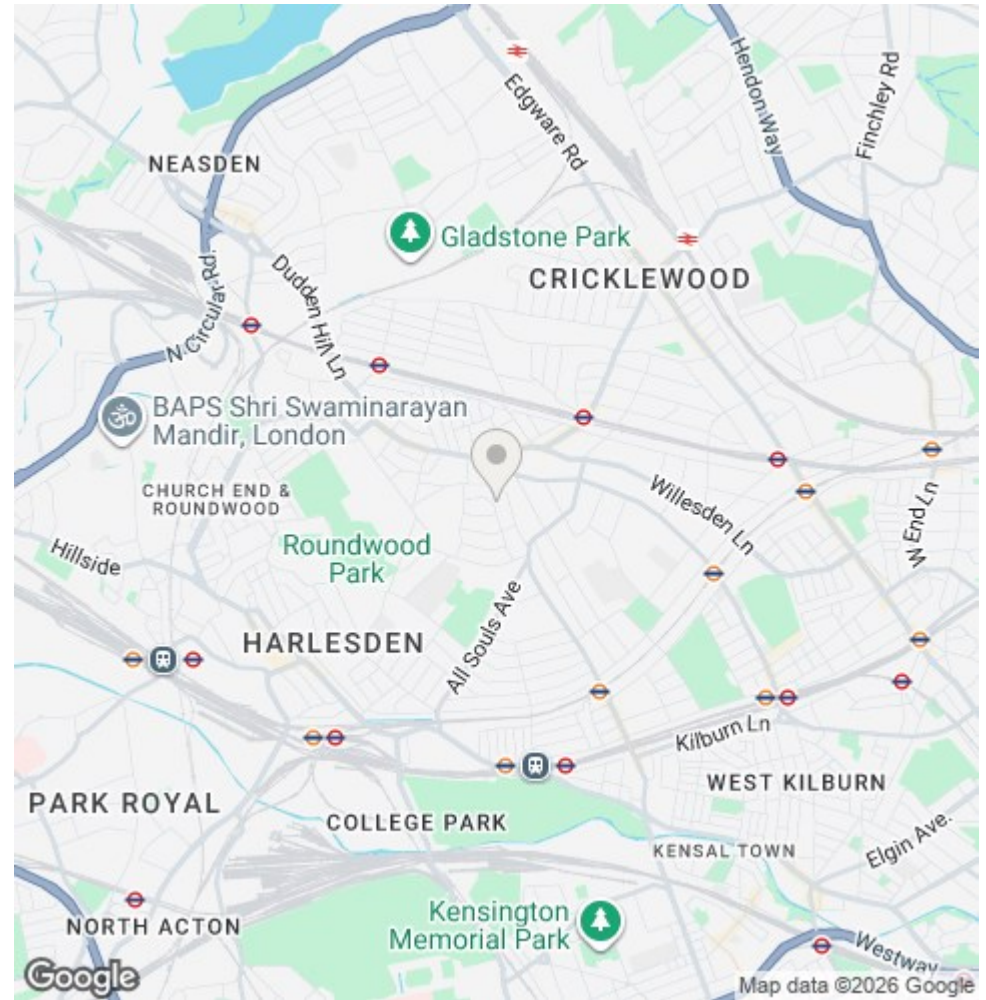 Edgware Rd
Hendon Way
Finchley Rd
NEASDEN
Gladstone Park
CRICKLEWOOD
Dudden Hill Ln
N Circular Rd.
BAPS Shri Swaminarayan
Mandir, London
CHURCH END &
ROUNDWOOD
Willesden Ln
W End Ln
Hillside
Roundwood
Park
HARLESDEN
All Souls Ave
Kilburn Ln
WEST KILBURN
PARK ROYAL
COLLEGE PARK
KENSAL TOWN
Elgin Ave.
NORTH ACTON
Kensington
Memorial Park
Westway
Google
Map data ©2026 Google